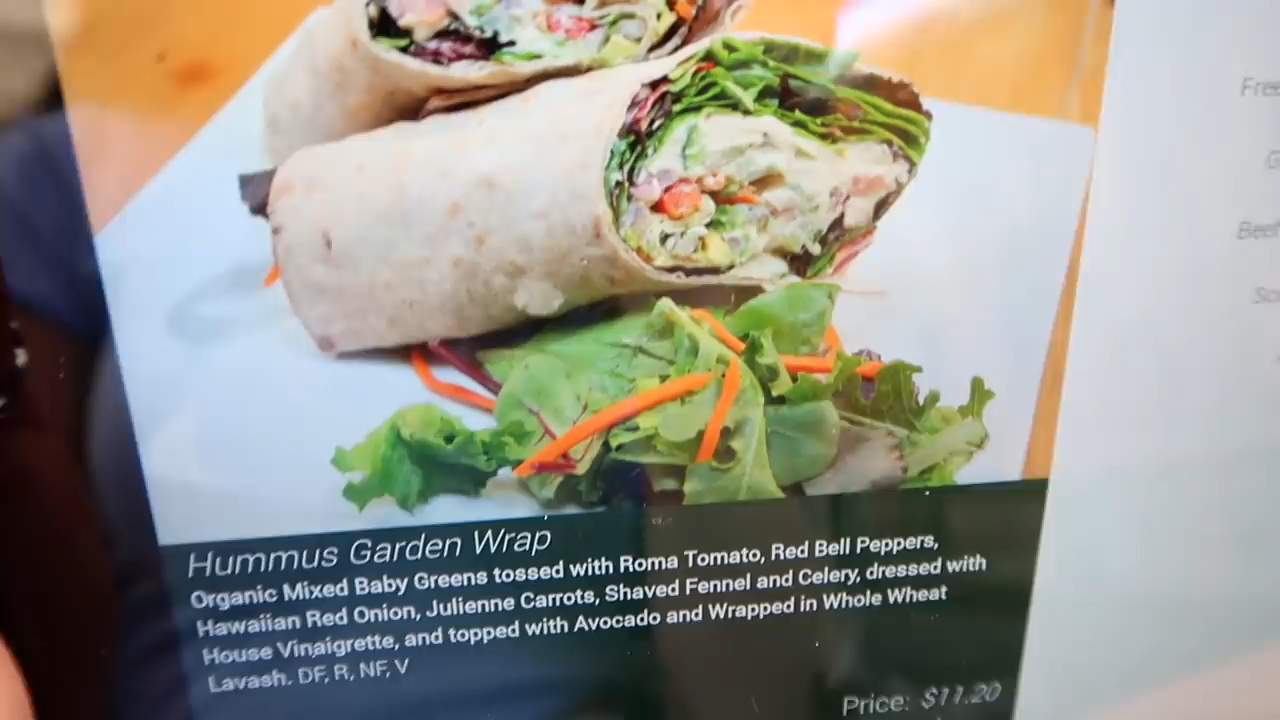 Hummus Garden Wrap
Organic Mixed Baby Greens tossed with Roma Tomato, Red Bell Peppers,
Hawaiian Red Onion, Julienne Carrots, Shaved Fennel and Celery, dressed with
House Vinaigrette, and topped with Avocado and Wrapped in Whole Wheat
Lavash. DF, R, NF, V
Price: $11.20